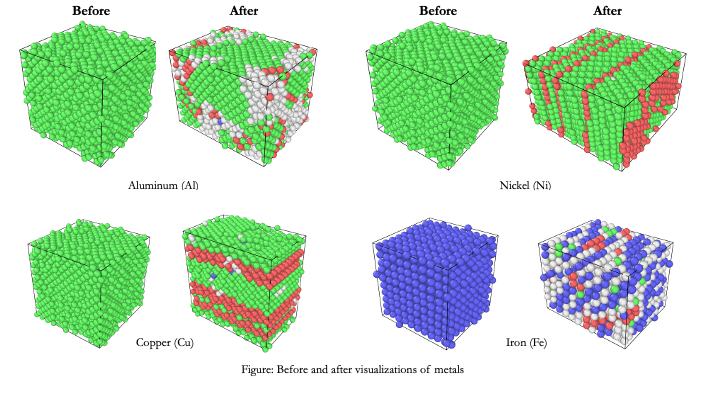 Before After Before After
Aluminum (Al) Nickel (Ni)
Copper (Cu) Iron (Fe)
Figure: Before and after visualizations of metals